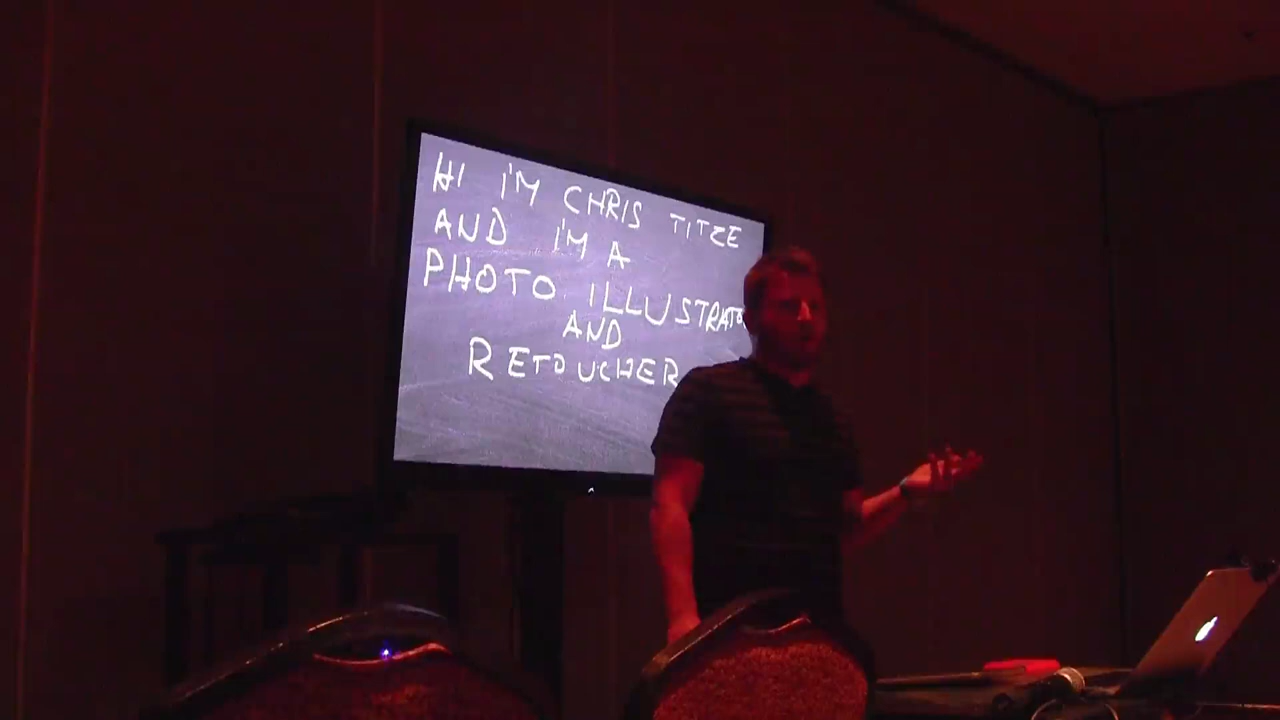 HI I'M CHRIS TITZE
AND I'M A
PHOTO ILLUSTRATO
AND
RETOUCHER